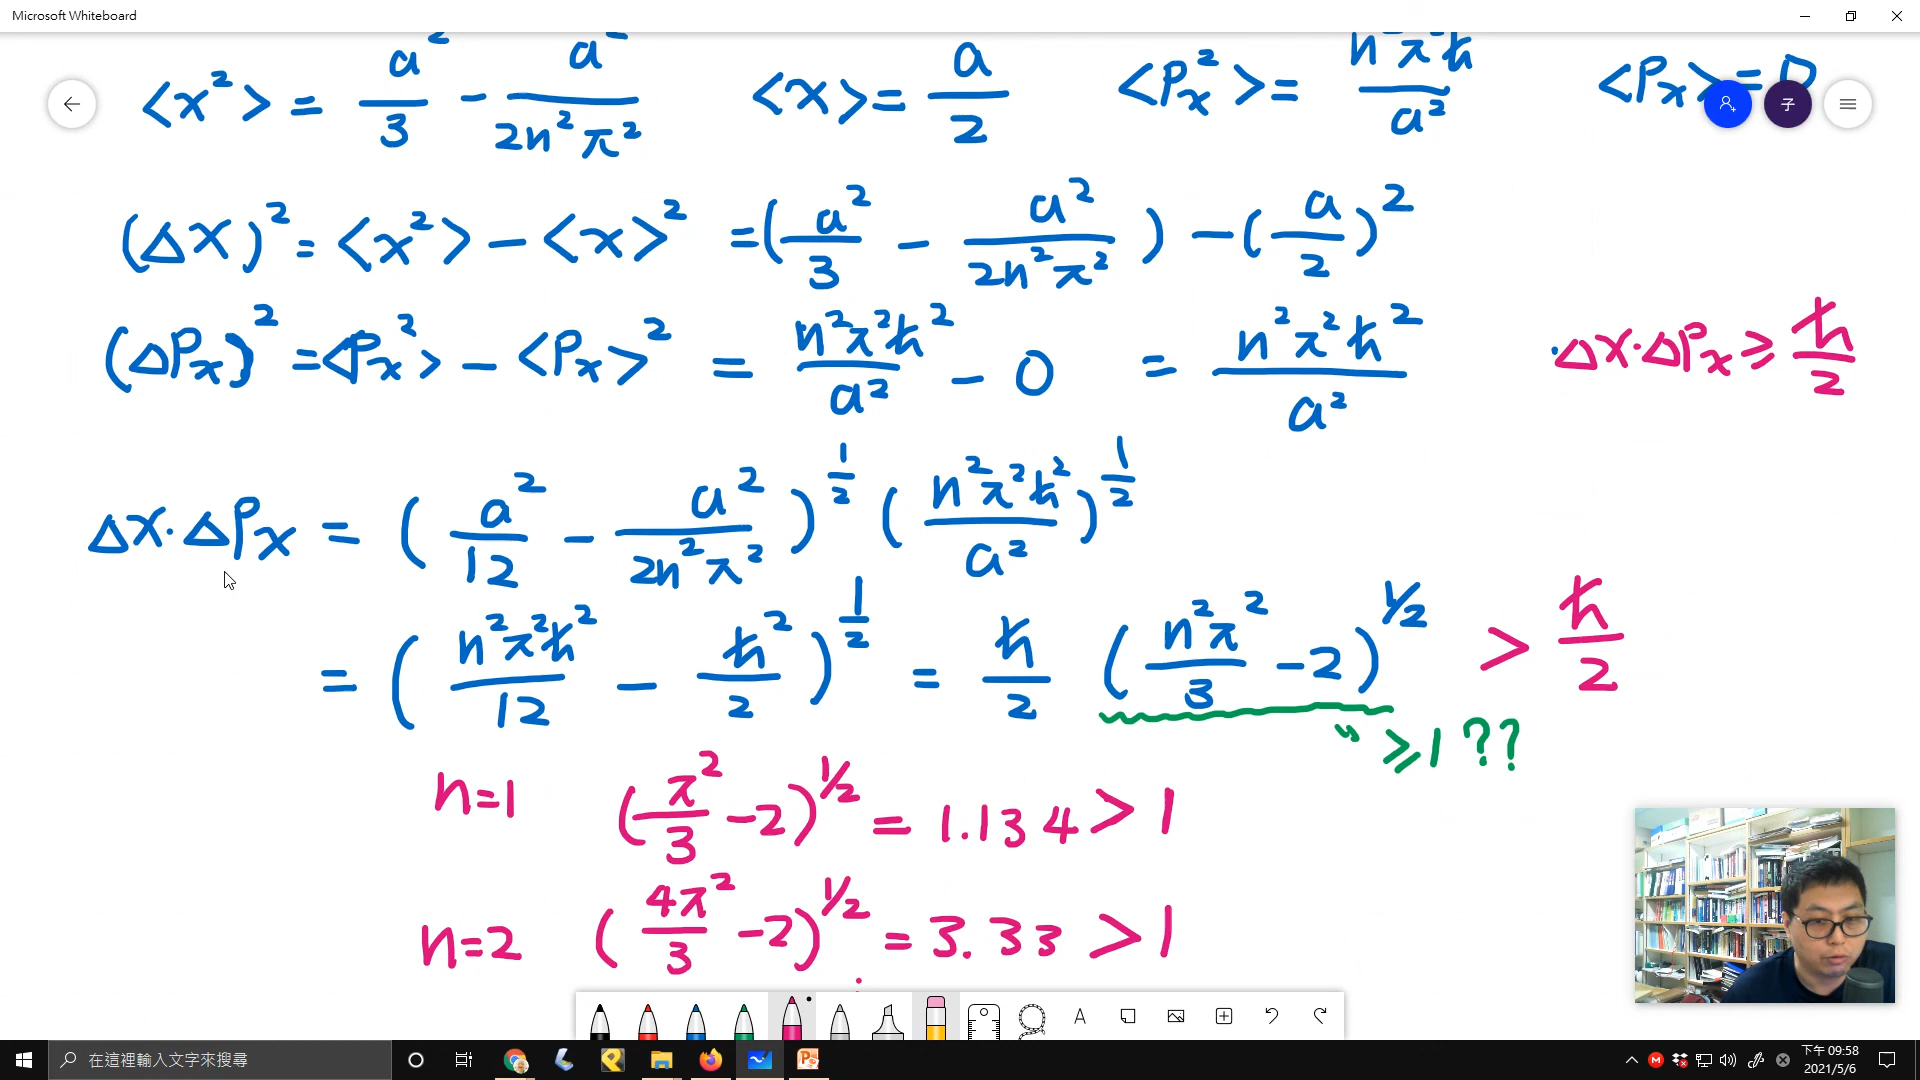 Microsoft Whiteboard
<x²> = a²/3 - a²/2n²π²   <x> = a/2   <Px²> = n²π²ħ/a²   <Px> = 0
子
(Δx)² = <x²> - <x>² = (a²/3 - a²/2n²π²) - (a/2)²
(ΔPx)² = <Px²> - <Px>² = n²π²ħ²/a² - 0 = n²π²ħ²/a²
Δx·ΔPx ≥ ħ/2
Δx·ΔPx = (a²/12 - a²/2n²π²)^1/2 (n²π²ħ²/a²)^1/2
= (n²π²ħ²/12 - ħ²/2)^1/2 = ħ/2 (n²π²/3 - 2)^1/2 > ħ/2
≥1 ??
n=1 (π²/3 - 2)^1/2 = 1.134 > 1
n=2 (4π²/3 - 2)^1/2 = 3.33 > 1
在這裡輸入文字來搜尋
下午 09:58
2021/5/6